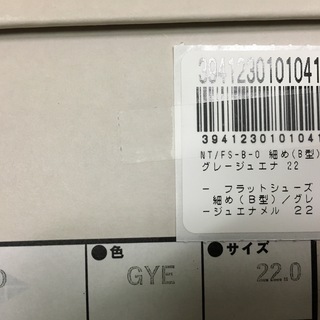 3941230101041
3941230101041
NT/FS-B-0 細め(B型)
グレージュエナ 22
- フラットシューズ
細め(B型)/グレ
ージュエナメル 22
●色 ●サイズ
GYE 22.0